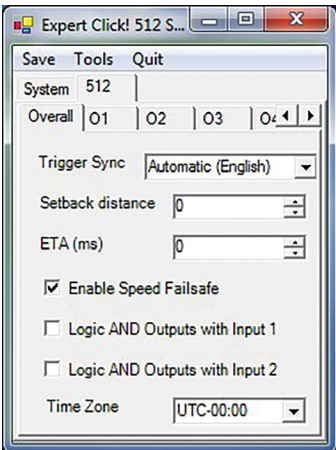 Expert Click! 512 S...
Save Tools Quit
System 512
Overall O1 O2 O3 O4
Trigger Sync Automatic (English)
Setback distance 0
ETA (ms) 0
Enable Speed Failsafe
Logic AND Outputs with Input 1
Logic AND Outputs with Input 2
Time Zone UTC-00:00